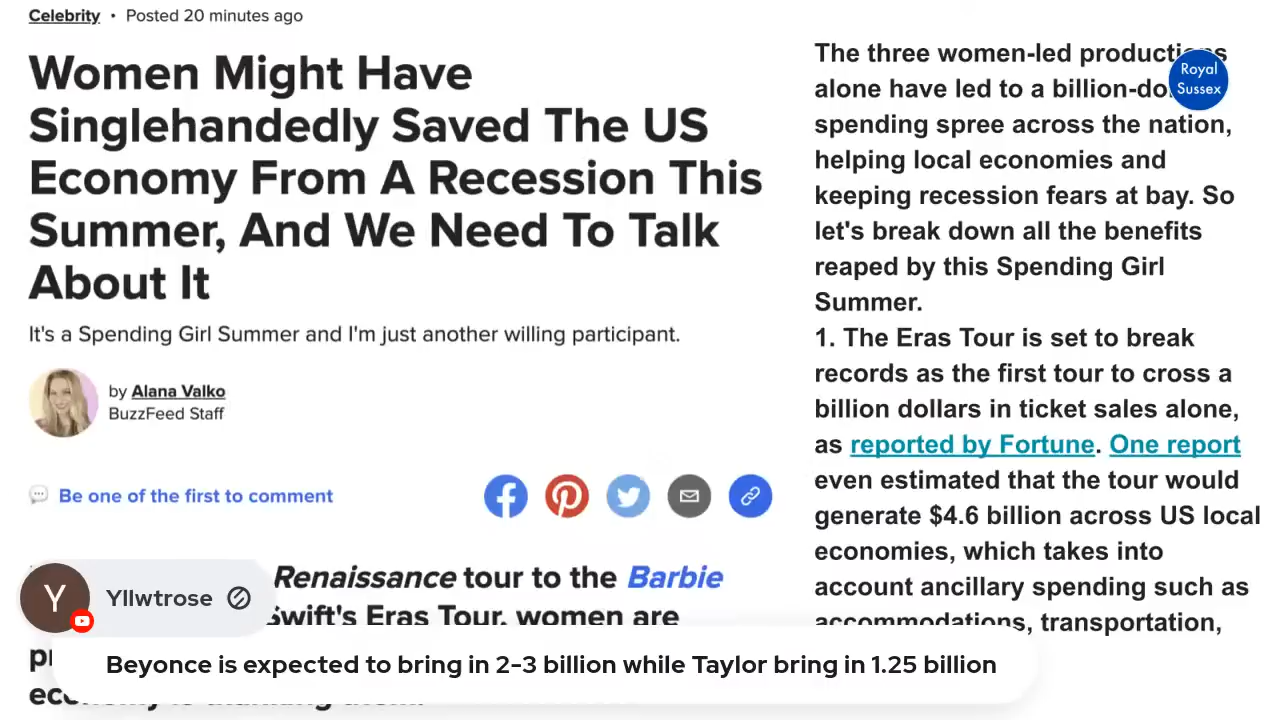 Celebrity • Posted 20 minutes ago
Women Might Have
Singlehandedly Saved The US
Economy From A Recession This
Summer, And We Need To Talk
About It
It's a Spending Girl Summer and I'm just another willing participant.
by Alana Valko
BuzzFeed Staff
Be one of the first to comment
Renaissance tour to the Barbie
Swift's Eras Tour, women are
The three women-led productions
alone have led to a
spending spree across the nation,
helping local economies and
keeping recession fears at bay. So
let's break down all the benefits
reaped by this Spending Girl
Summer.
1. The Eras Tour is set to break
records as the first tour to cross a
billion dollars in ticket sales alone,
as reported by Fortune. One report
even estimated that the tour would
generate $4.6 billion across US local
economies, which takes into
account ancillary spending such as
accommodations, transportation,
Royal
Sussex
Y
Yllwtrose
Beyonce is expected to bring in 2-3 billion while Taylor bring in 1.25 billion